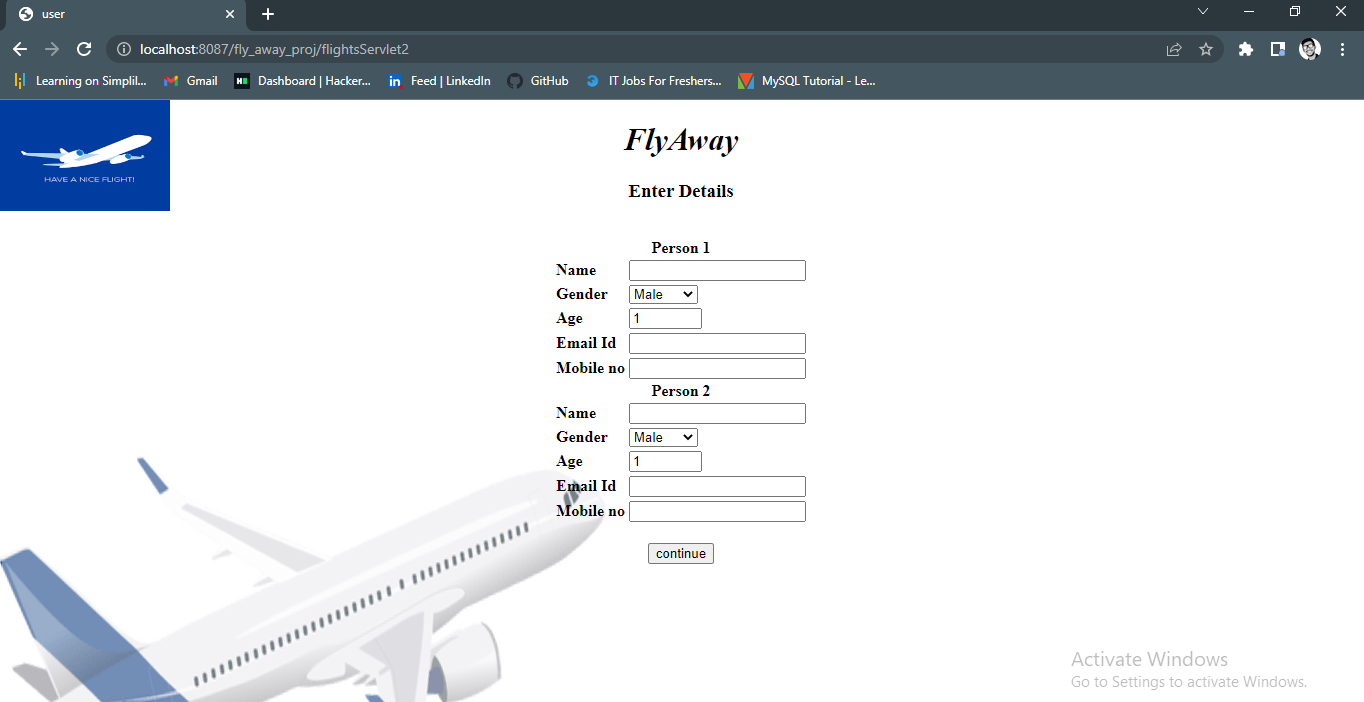 user
localhost:8087/fly_away_proj/flightsServlet2
Learning on Simplil... Gmail Dashboard | Hacker... Feed | LinkedIn GitHub IT Jobs For Freshers... MySQL Tutorial - Le...
HAVE A NICE FLIGHT!
FlyAway
Enter Details
Person 1
Name
Gender Male
Age 1
Email Id
Mobile no
Person 2
Name
Gender Male
Age 1
Email Id
Mobile no
continue
Activate Windows
Go to Settings to activate Windows.